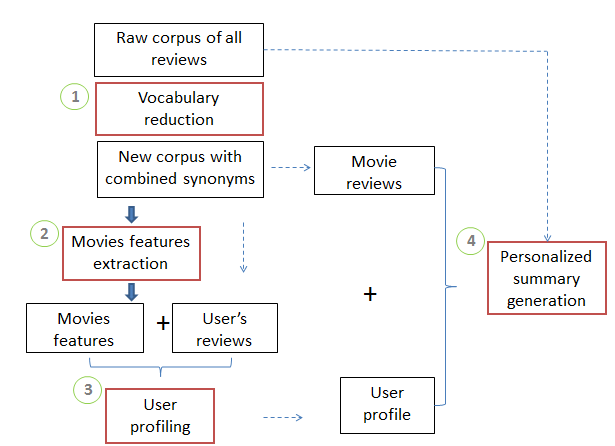 Raw corpus of all
reviews
1
Vocabulary
reduction
New corpus with
combined synonyms
Movie
reviews
2
Movies features
extraction
4
Personalized
summary
generation
+
Movies
features
+
User's
reviews
3
User
profiling
User
profile